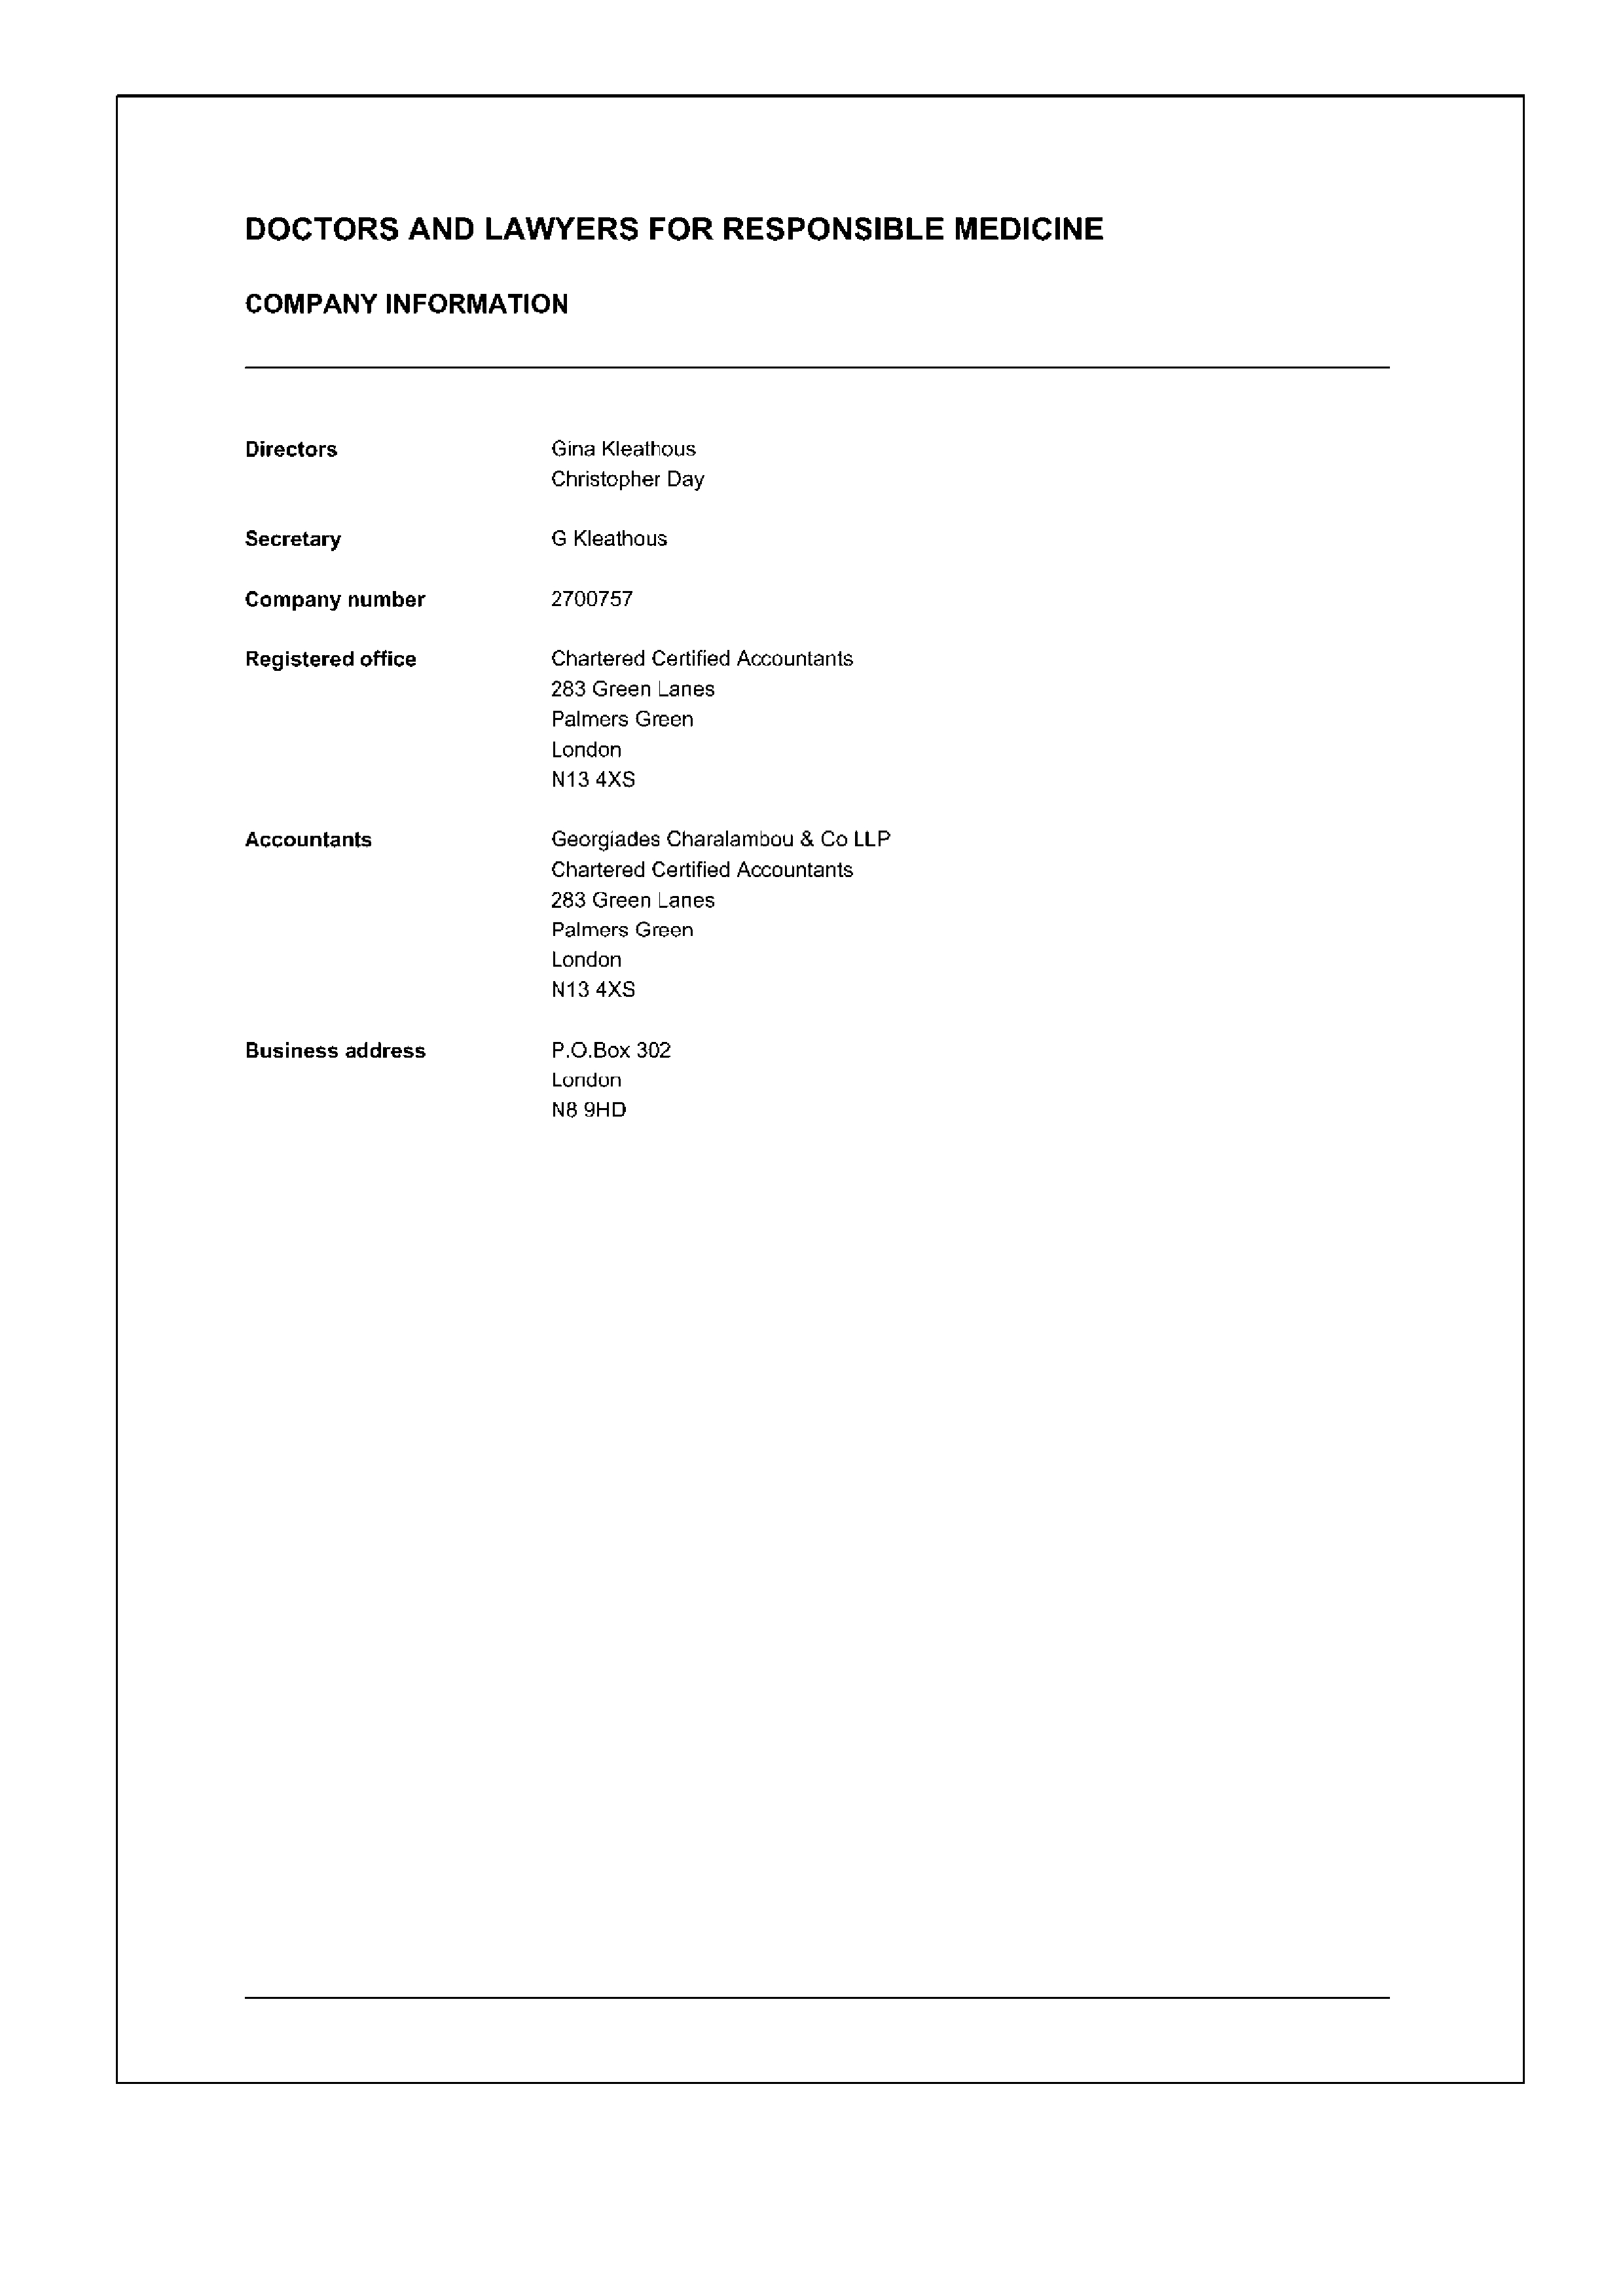 DOCTORS AND LAWYERS FOR RESPONSIBLE MEDICINE
COMPANY INFORMATION
Directors Gina Kleathous
Christopher Day
Secretary G Kleathous
Company number 2700757
Registered office Chartered Certified Accountants
283 Green Lanes
Palmers Green
London
N13 4XS
Accountants Georgiades Charalambou & Co LLP
Chartered Certified Accountants
283 Green Lanes
Palmers Green
London
N13 4XS
Business address P.O.Box 302
London
N8 9HD